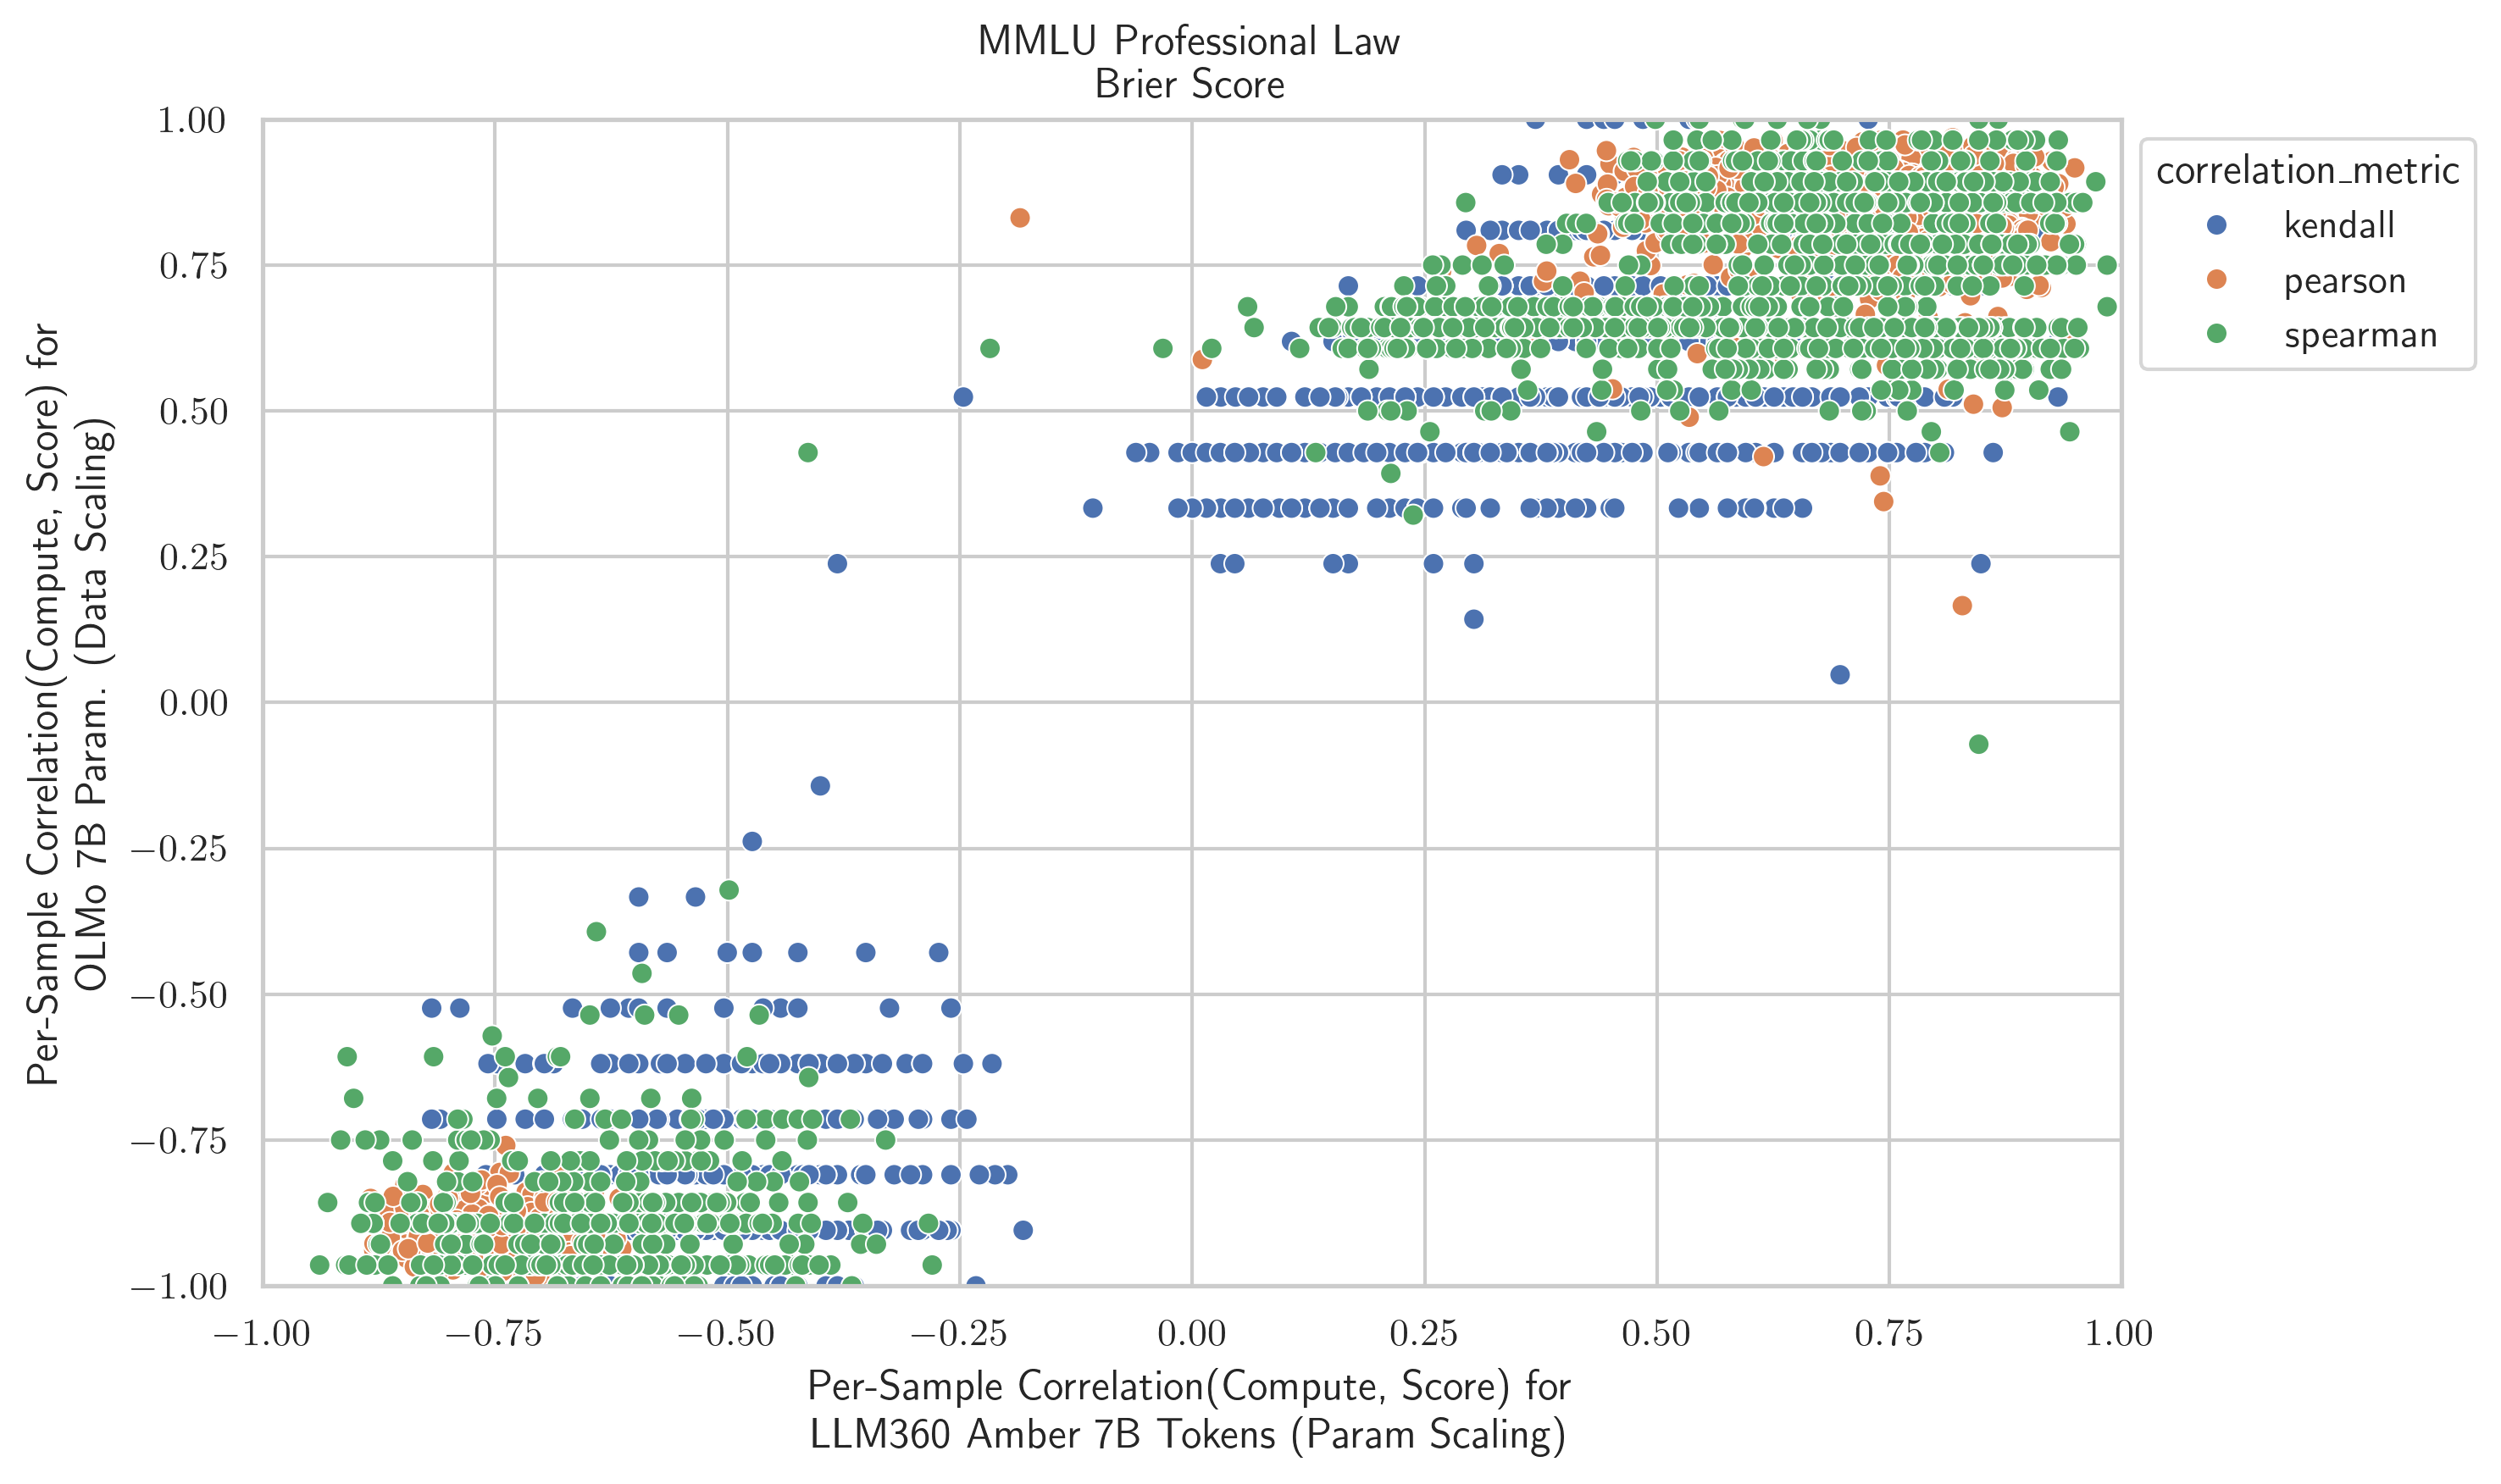 MMLU Professional Law
Brier Score
Per-Sample Correlation(Compute, Score) for
OLMo 7B Param. (Data Scaling)
1.00
0.75
0.50
0.25
0.00
−0.25
−0.50
−0.75
−1.00
−1.00 −0.75 −0.50 −0.25 0.00 0.25 0.50 0.75 1.00
Per-Sample Correlation(Compute, Score) for
LLM360 Amber 7B Tokens (Param Scaling)
correlation_metric
kendall
pearson
spearman